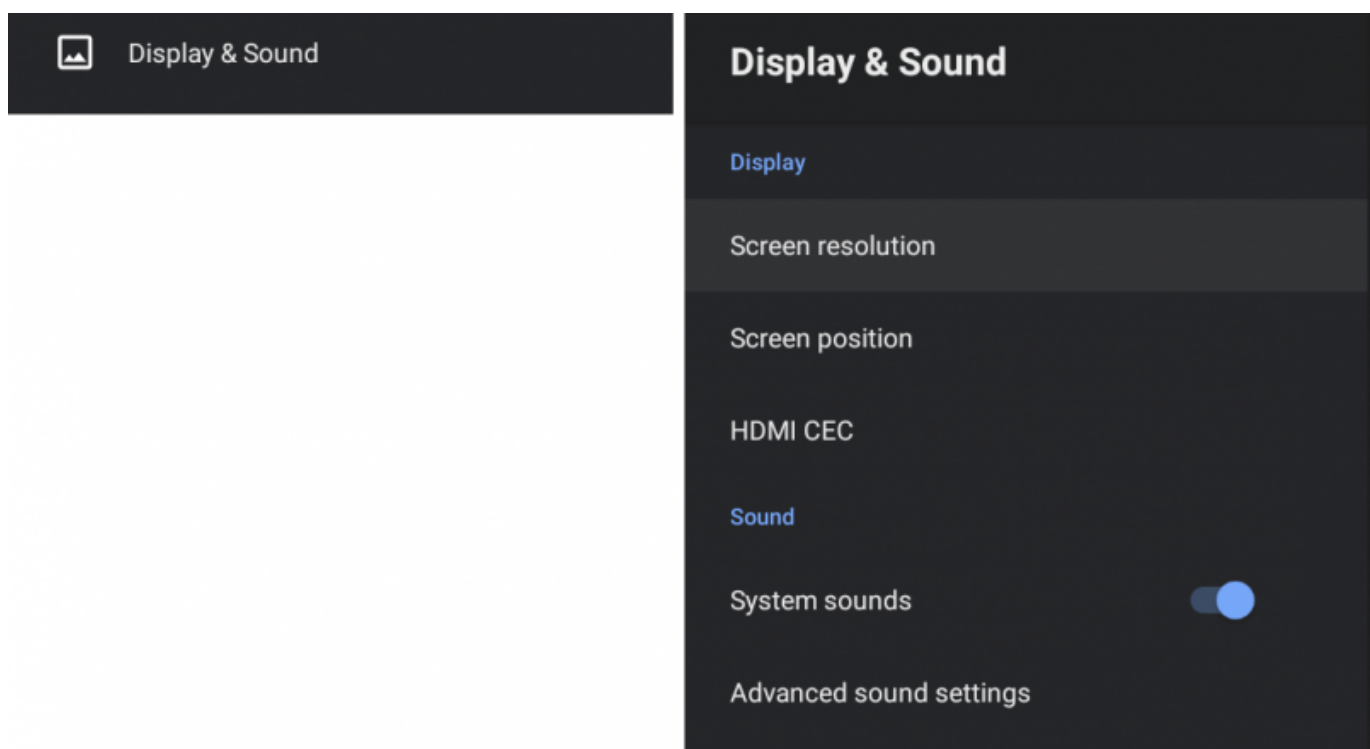 Display & Sound
Display & Sound
Display
Screen resolution
Screen position
HDMI CEC
Sound
System sounds
Advanced sound settings